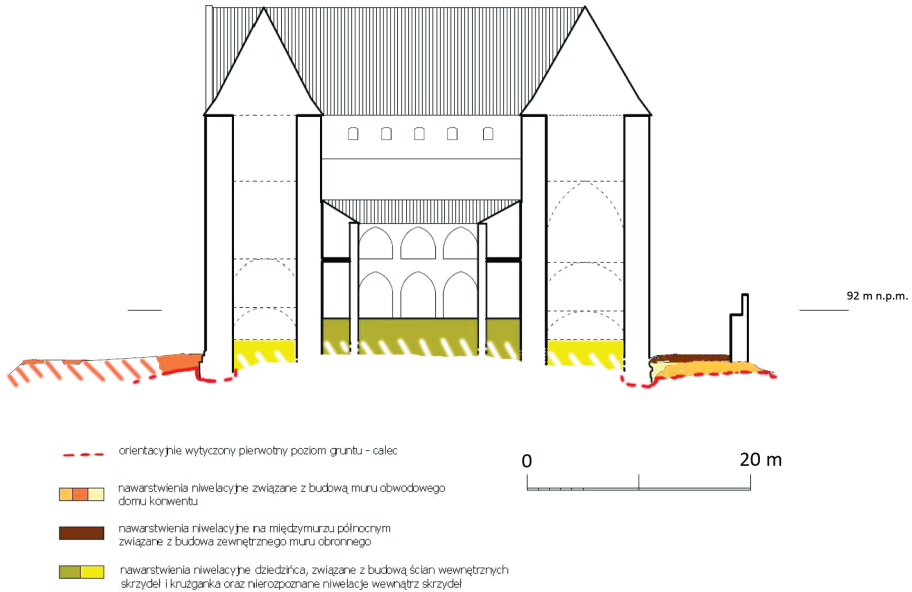 92 m n.p.m.
orientacyjnie wytyczony pierwotny poziom gruntu - calec
0
20 m
nawarstwienia niwelacyjne związane z budową muru obwodowego
domu konwentu
nawarstwienia niwelacyjne na międzymurzu północnym
związane z budowa zewnętrznego muru obronnego
nawarstwienia niwelacyjne dziedzińca, związane z budową ścian wewnętrznych
skrzydeł i krużganka oraz nierozpoznane niwelacje wewnątrz skrzydeł